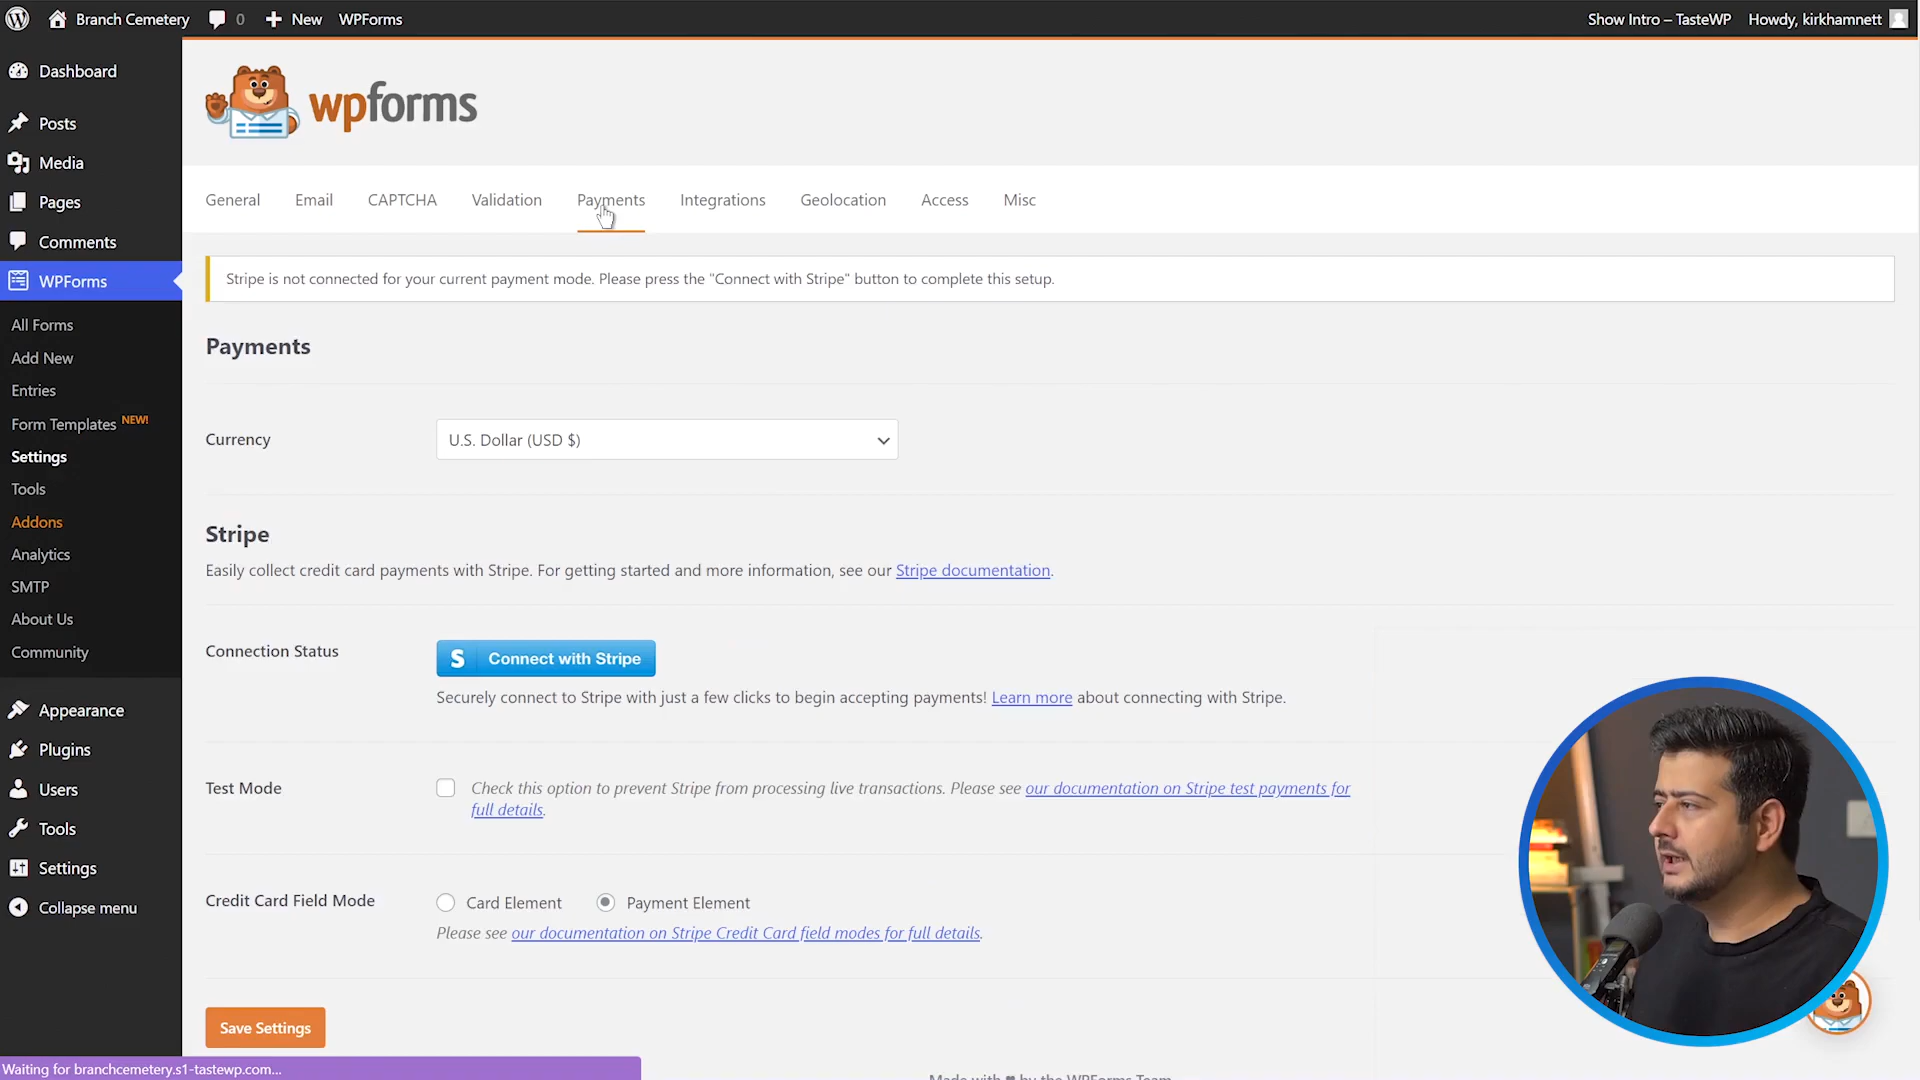 Branch Cemetery
0
New
WPForms
Show Intro – TasteWP
Howdy, kirkhamnett
Dashboard
Posts
Media
Pages
Comments
WPForms
All Forms
Add New
Entries
Form Templates NEW!
Settings
Tools
Addons
Analytics
SMTP
About Us
Community
Appearance
Plugins
Users
Tools
Settings
Collapse menu
wpforms
General
Email
CAPTCHA
Validation
Payments
Integrations
Geolocation
Access
Misc
Stripe is not connected for your current payment mode. Please press the "Connect with Stripe" button to complete this setup.
Payments
Currency
U.S. Dollar (USD $)
Stripe
Easily collect credit card payments with Stripe. For getting started and more information, see our Stripe documentation.
Connection Status
S Connect with Stripe
Securely connect to Stripe with just a few clicks to begin accepting payments! Learn more about connecting with Stripe.
Test Mode
Check this option to prevent Stripe from processing live transactions. Please see our documentation on Stripe test payments for
full details.
Credit Card Field Mode
Card Element
Payment Element
Please see our documentation on Stripe Credit Card field modes for full details.
Save Settings
Made with ♥ by the WPForms Team
Waiting for branchcemetery.s1-tastewp.com...